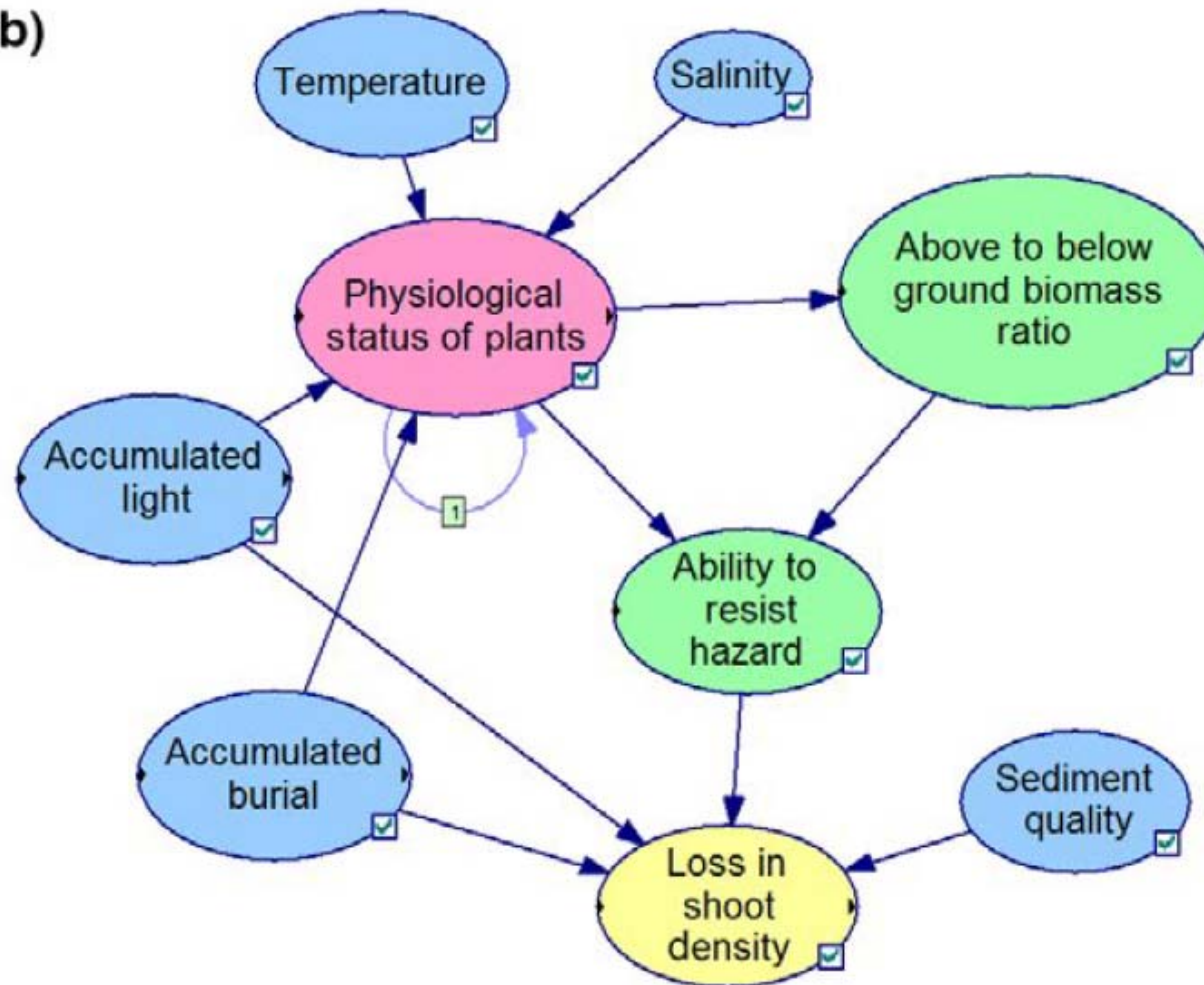 b)
Temperature
Salinity
Above to below
ground biomass
ratio
Physiological
status of plants
Accumulated
light
1
Ability to
resist
hazard
Accumulated
burial
Sediment
quality
Loss in
shoot
density